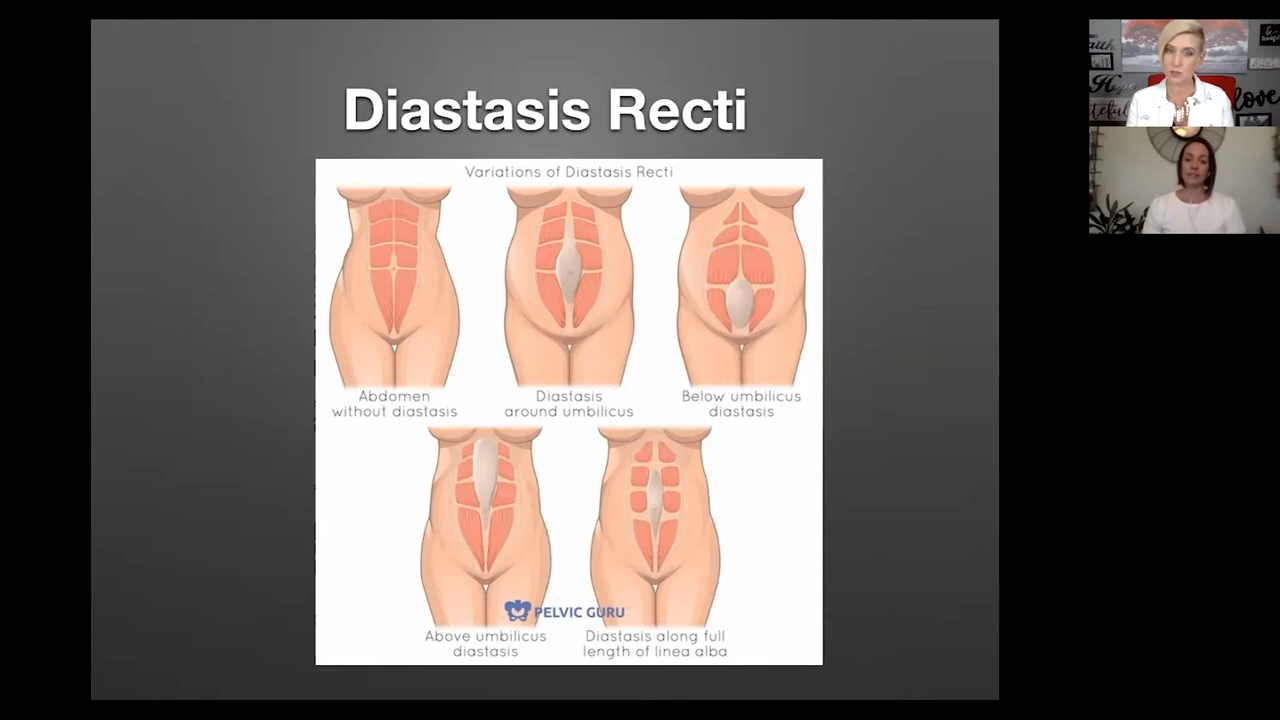 Diastasis Recti
Variations of Diastasis Recti
Abdomen
without diastasis
Diastasis
around umbilicus
Below umbilicus
diastasis
PELVIC GURU
Above umbilicus
diastasis
Diastasis along full
length of linea alba
love